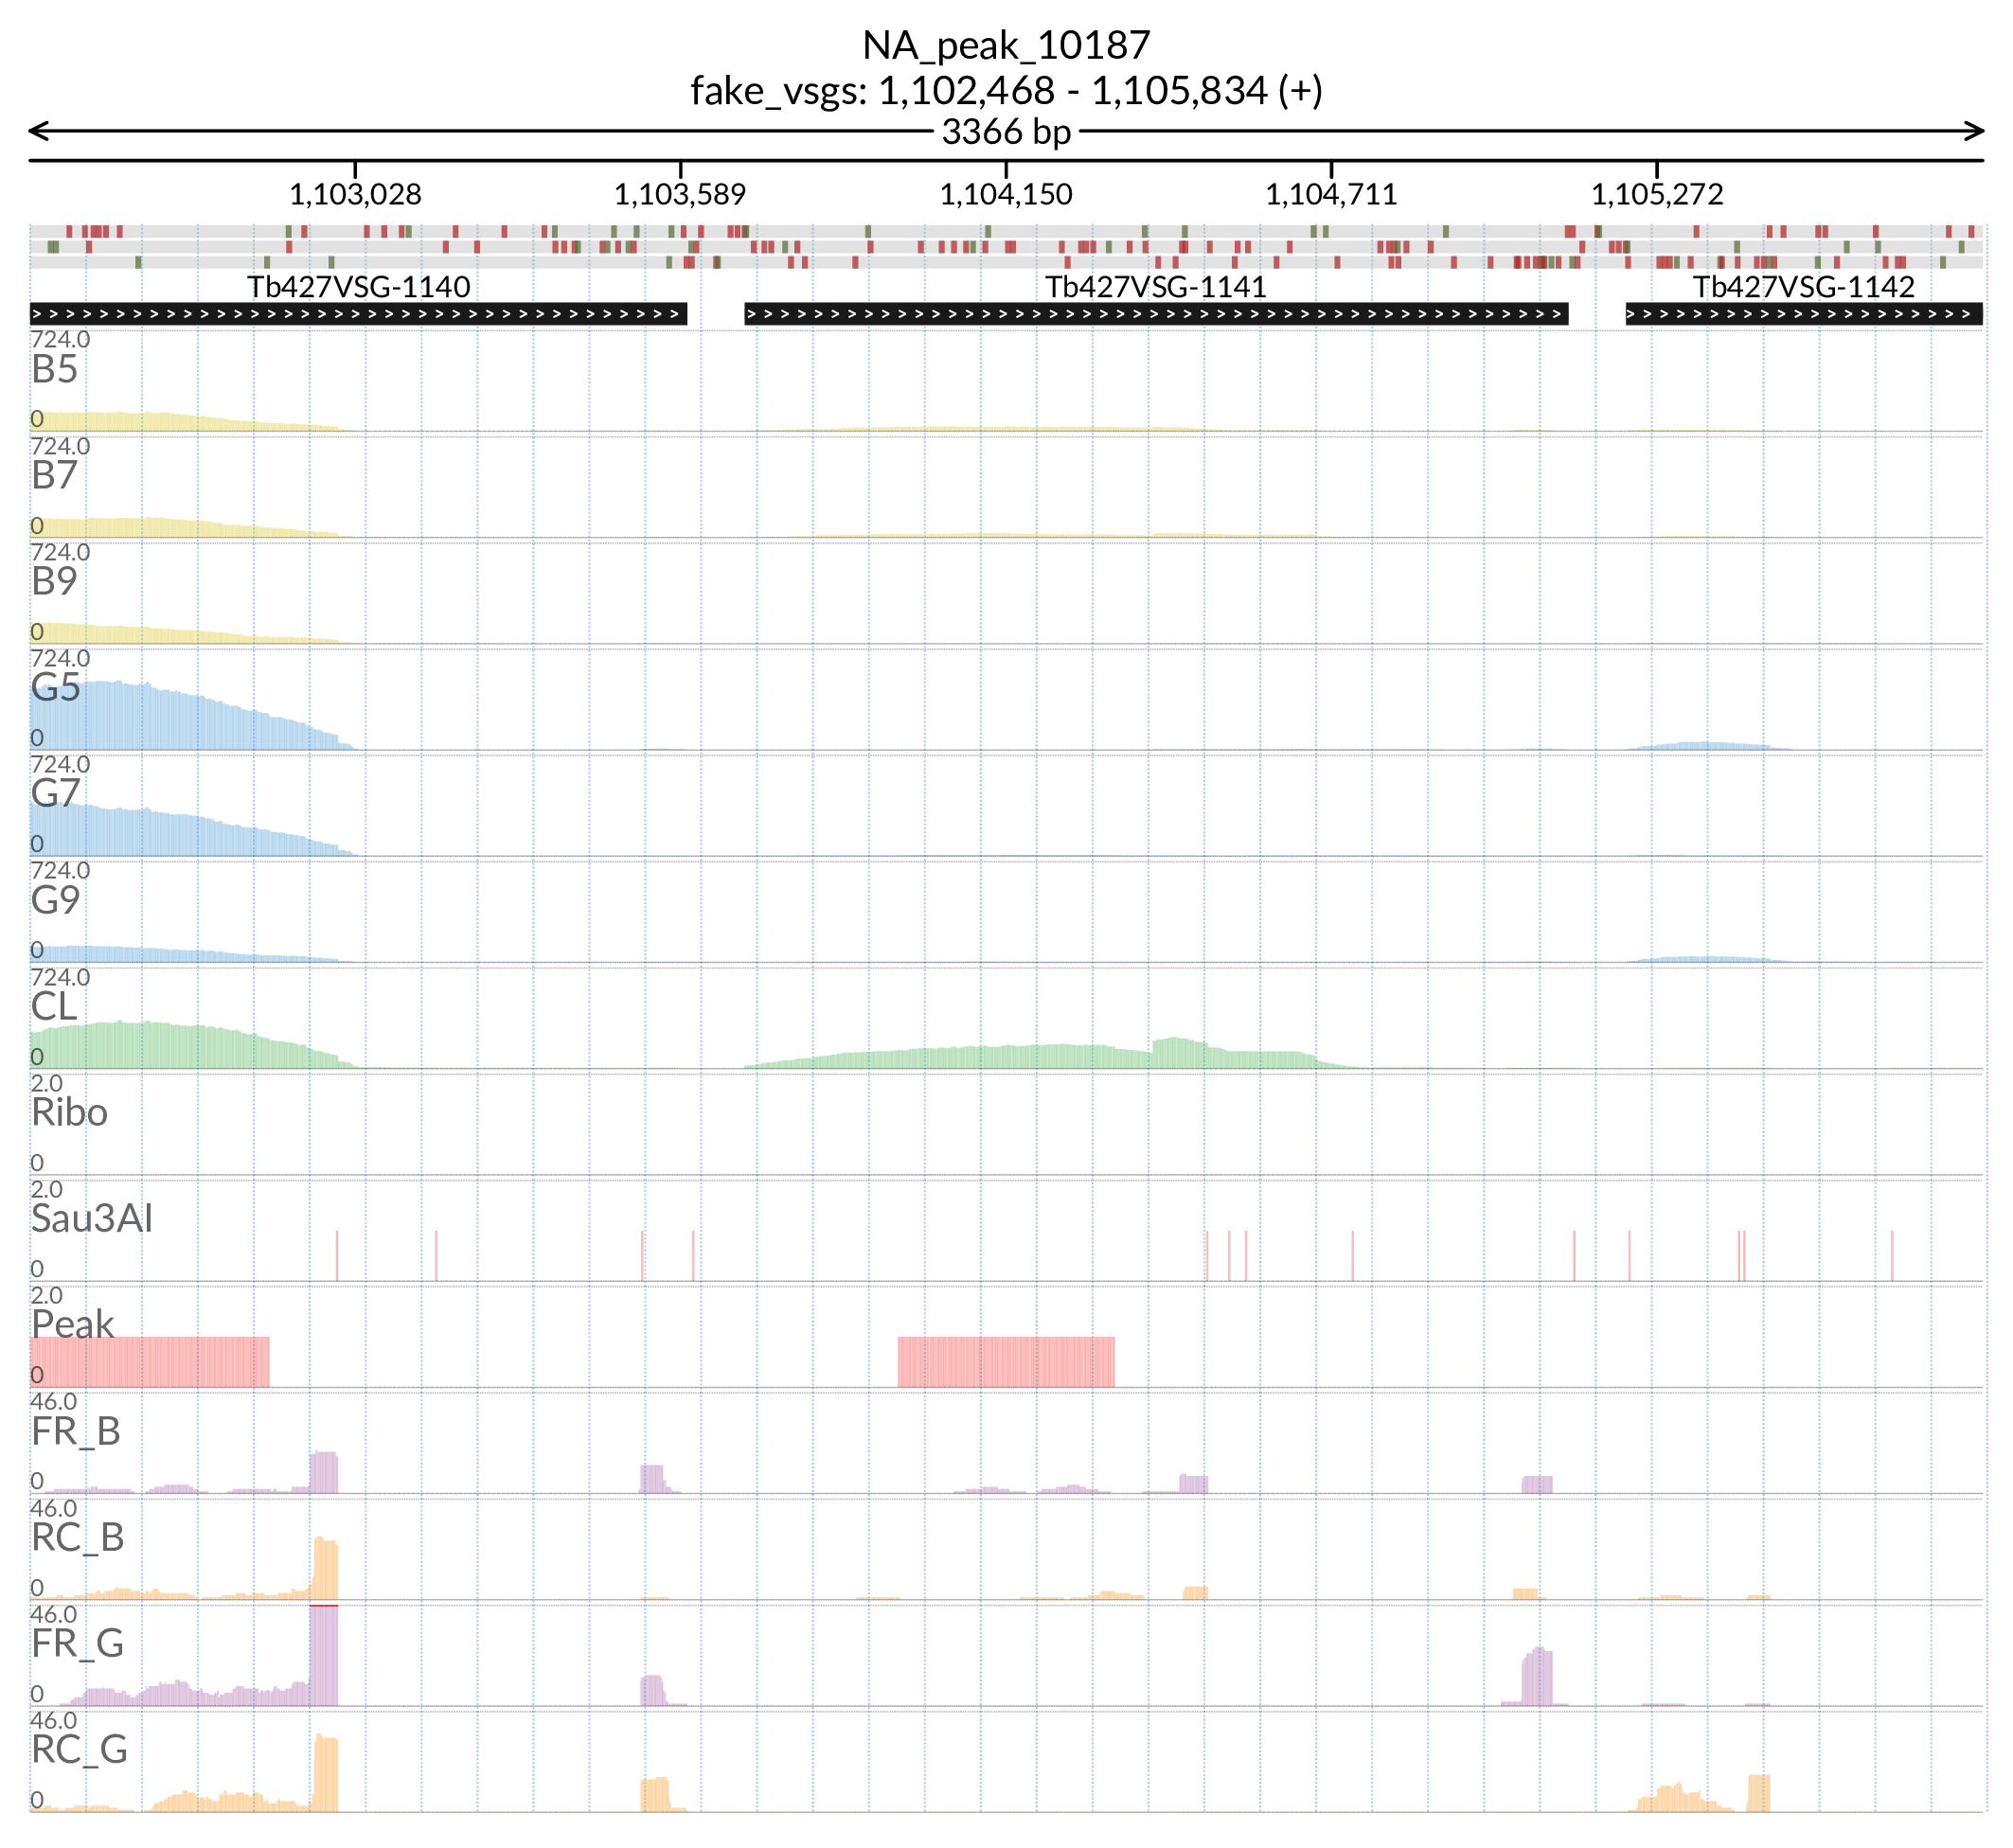 NA_peak_10187
fake_vsgs: 1,102,468 - 1,105,834 (+)
3366 bp
1,103,028 1,103,589 1,104,150 1,104,711 1,105,272
Tb427VSG-1140 Tb427VSG-1141 Tb427VSG-1142
724.0
B5
0
724.0
B7
0
724.0
B9
0
724.0
G5
0
724.0
G7
0
724.0
G9
0
724.0
CL
0
2.0
Ribo
0
2.0
Sau3AI
0
2.0
Peak
0
46.0
FR_B
0
46.0
RC_B
0
46.0
FR_G
0
46.0
RC_G
0